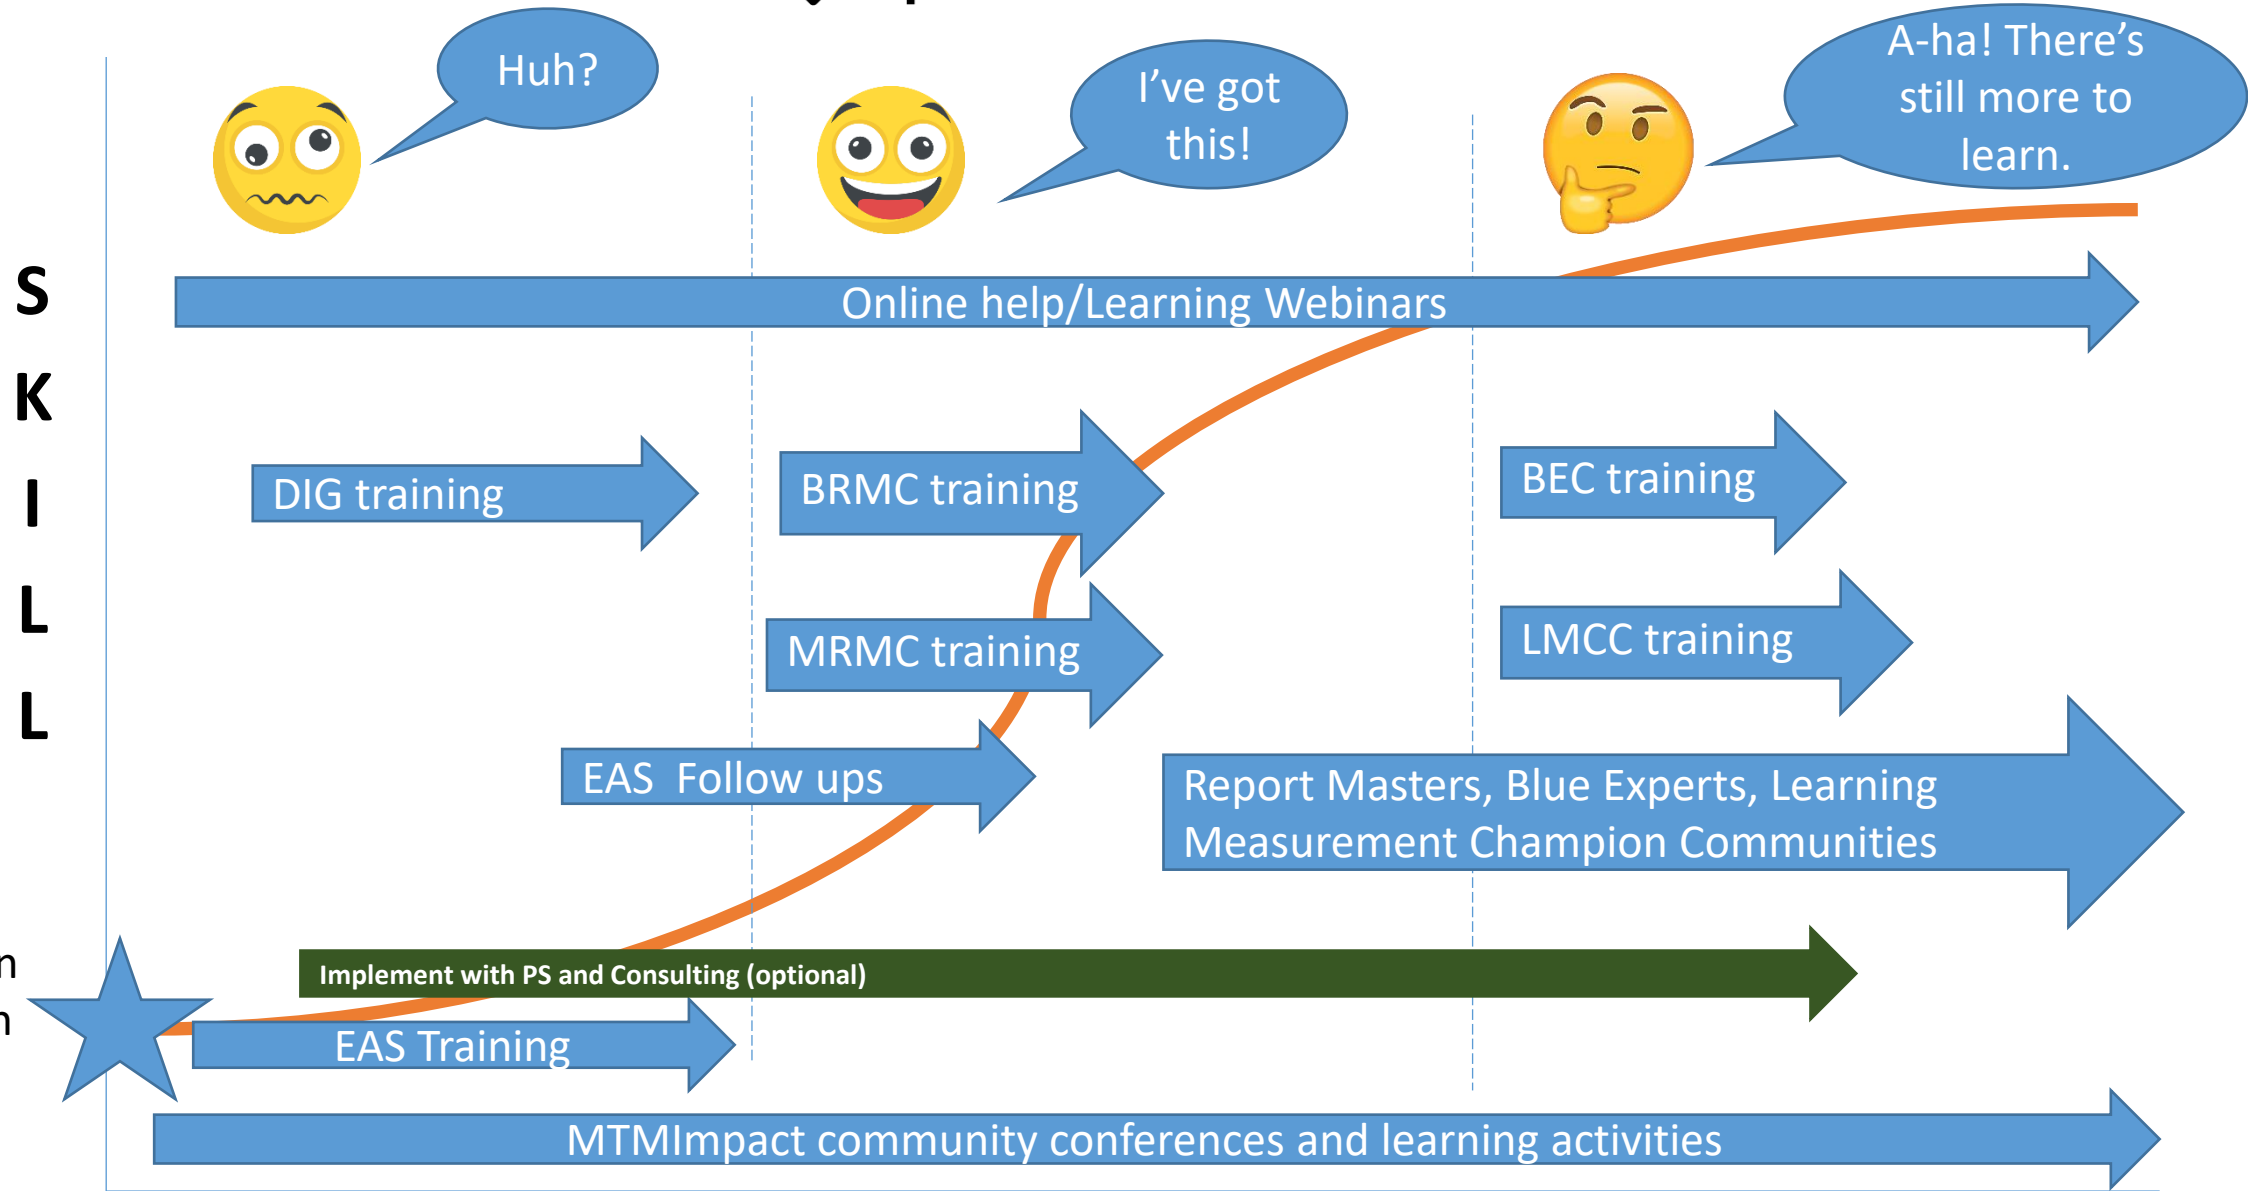 Huh?
I've got
this!
A-ha! There's
still more to
learn.
S
K
I
L
L
Online help/Learning Webinars
DIG training
BRMC training
BEC training
MRMC training
LMCC training
EAS  Follow ups
Report Masters, Blue Experts, Learning
Measurement Champion Communities
Implement with PS and Consulting (optional)
EAS Training
MTMImpact community conferences and learning activities